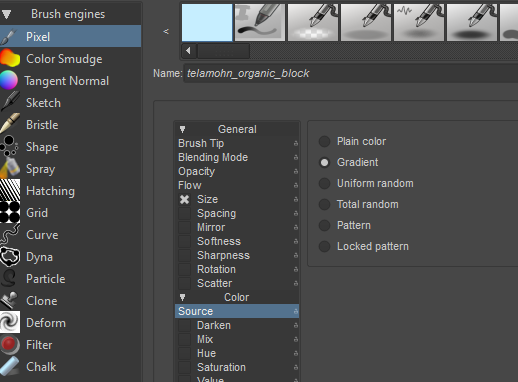 Brush engines
Pixel
Color Smudge
Tangent Normal
Sketch
Bristle
Shape
Spray
Hatching
Grid
Curve
Dyna
Particle
Clone
Deform
Filter
Chalk
<
Name: telamohn_organic_block
General
Brush Tip
Blending Mode
Opacity
Flow
Size
Spacing
Mirror
Softness
Sharpness
Rotation
Scatter
Color
Source
Darken
Mix
Hue
Saturation
Value
Plain color
Gradient
Uniform random
Total random
Pattern
Locked pattern